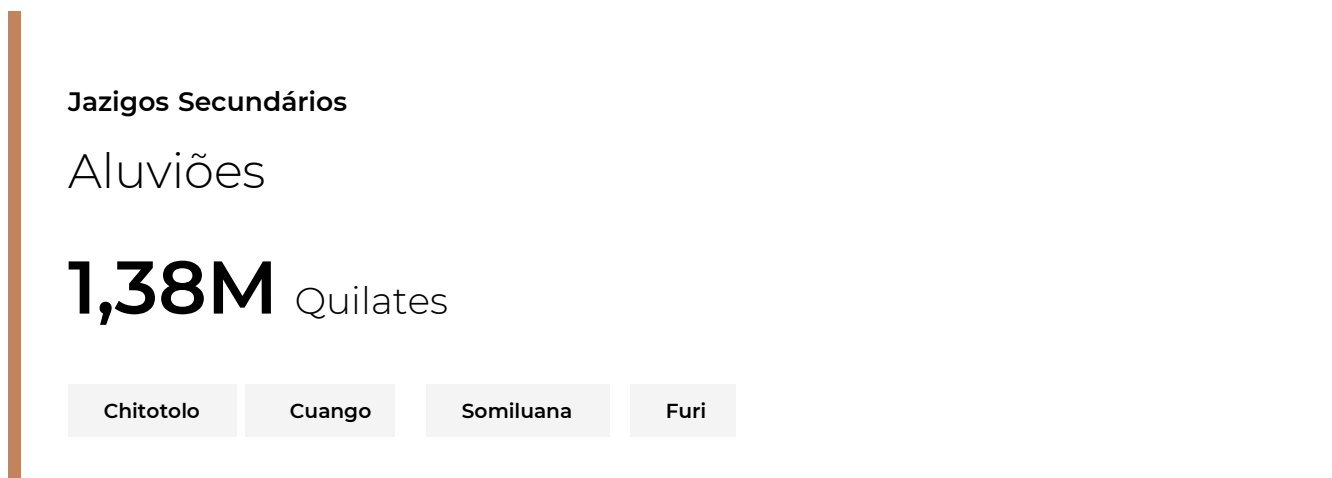 Jazigos Secundários
Aluviões
1,38M Quilates
Chitotolo Cuango Somiluana Furi